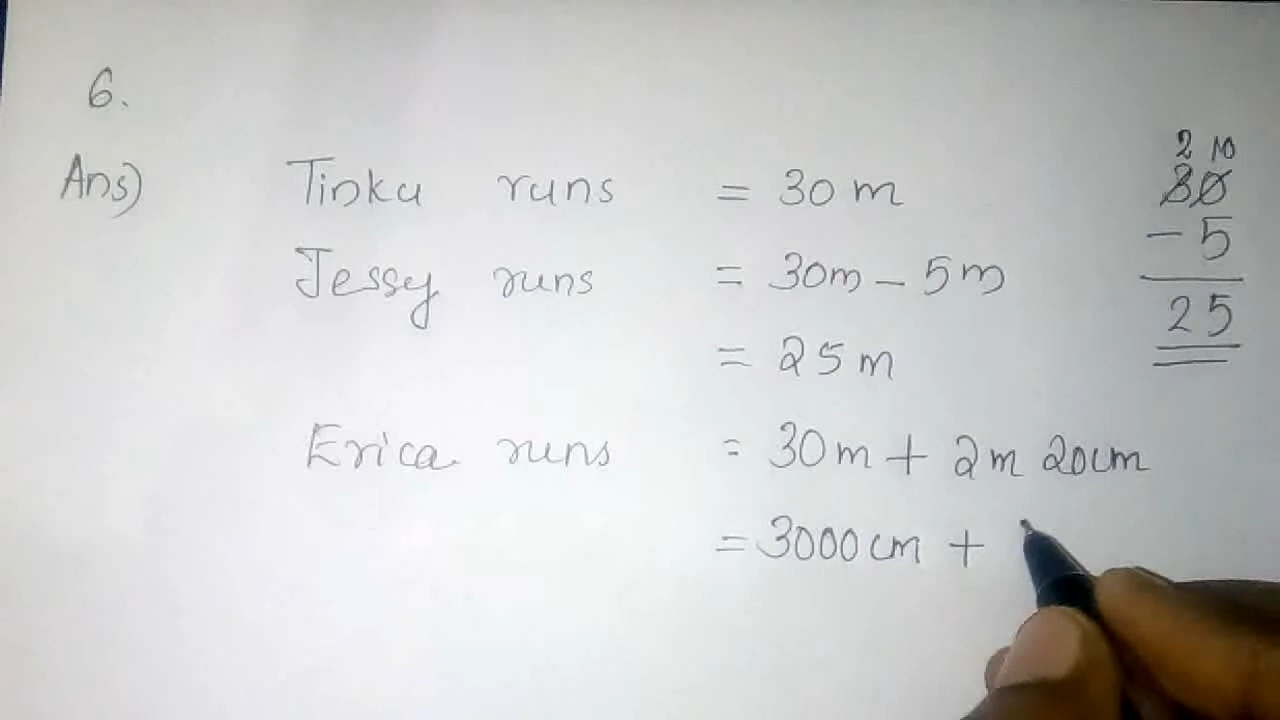 6.
Ans) Tinku runs = 30 m
Jessy runs = 30m - 5m
= 25 m
Erica runs = 30m + 2m 20cm
= 3000 cm +
2 10
30
- 5
25